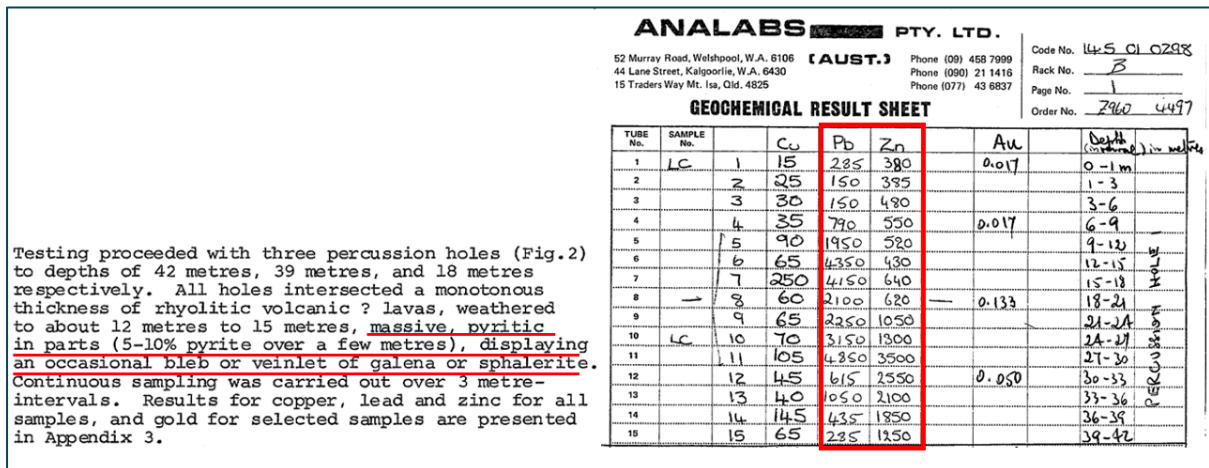 Testing proceeded with three percussion holes (Fig.2)
to depths of 42 metres, 39 metres, and 18 metres
respectively. All holes intersected a monotonous
thickness of rhyolitic volcanic ? lavas, weathered
to about 12 metres to 15 metres, massive, pyritic
in parts (5-10% pyrite over a few metres), displaying
an occasional bleb or veinlet of galena or sphalerite.
Continuous sampling was carried out over 3 metre-
intervals. Results for copper, lead and zinc for all
samples, and gold for selected samples are presented
in Appendix 3.
ANALABS PTY. LTD.
52 Murray Road, Welshpool, W.A. 6106 (AUST.) Phone (09) 458 7999
44 Lane Street, Kalgoorlie, W.A. 6430 Phone (090) 21 1416
15 Traders Way Mt. Isa, Qld. 4825 Phone (077) 43 6837
Code No. 14.5 01 0298
Rack No. B
Page No. 1
Order No. Z960 4497
GEOCHEMICAL RESULT SHEET
TUBE No. SAMPLE No. Cu Pb Zn Au Depth (interval) in metres
1 LC 1 15 285 380 0.017 0-1m
2 2 25 150 385 1-3
3 3 30 150 480 3-6
4 4 35 790 550 0.017 6-9
5 5 90 1950 520 9-12
6 6 65 4350 430 12-15
7 7 250 4150 640 15-18
8 — 8 60 2100 620 — 0.133 18-21
9 9 65 2250 1050 21-24
10 LC 10 70 3150 1300 24-27
11 11 105 4850 3500 27-30
12 12 45 615 2550 0.050 30-33
13 13 40 1050 2100 33-36
14 14 145 435 1850 36-39
15 15 65 285 1250 39-42
PERCUSSION HOLE 1